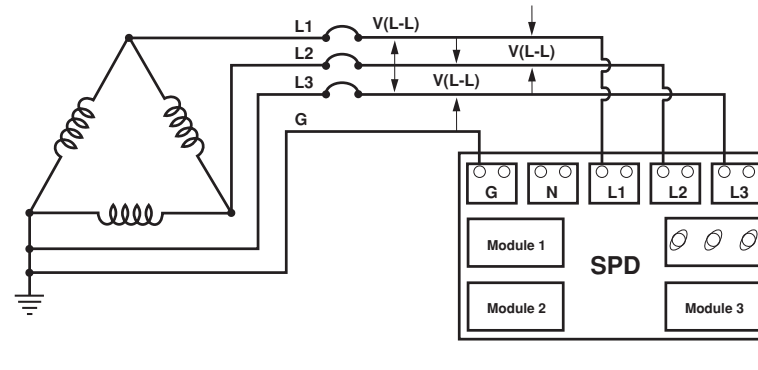 L1 V(L-L)
L2 V(L-L)
L3 V(L-L)
G
G N L1 L2 L3
Module 1
SPD
Module 2 Module 3